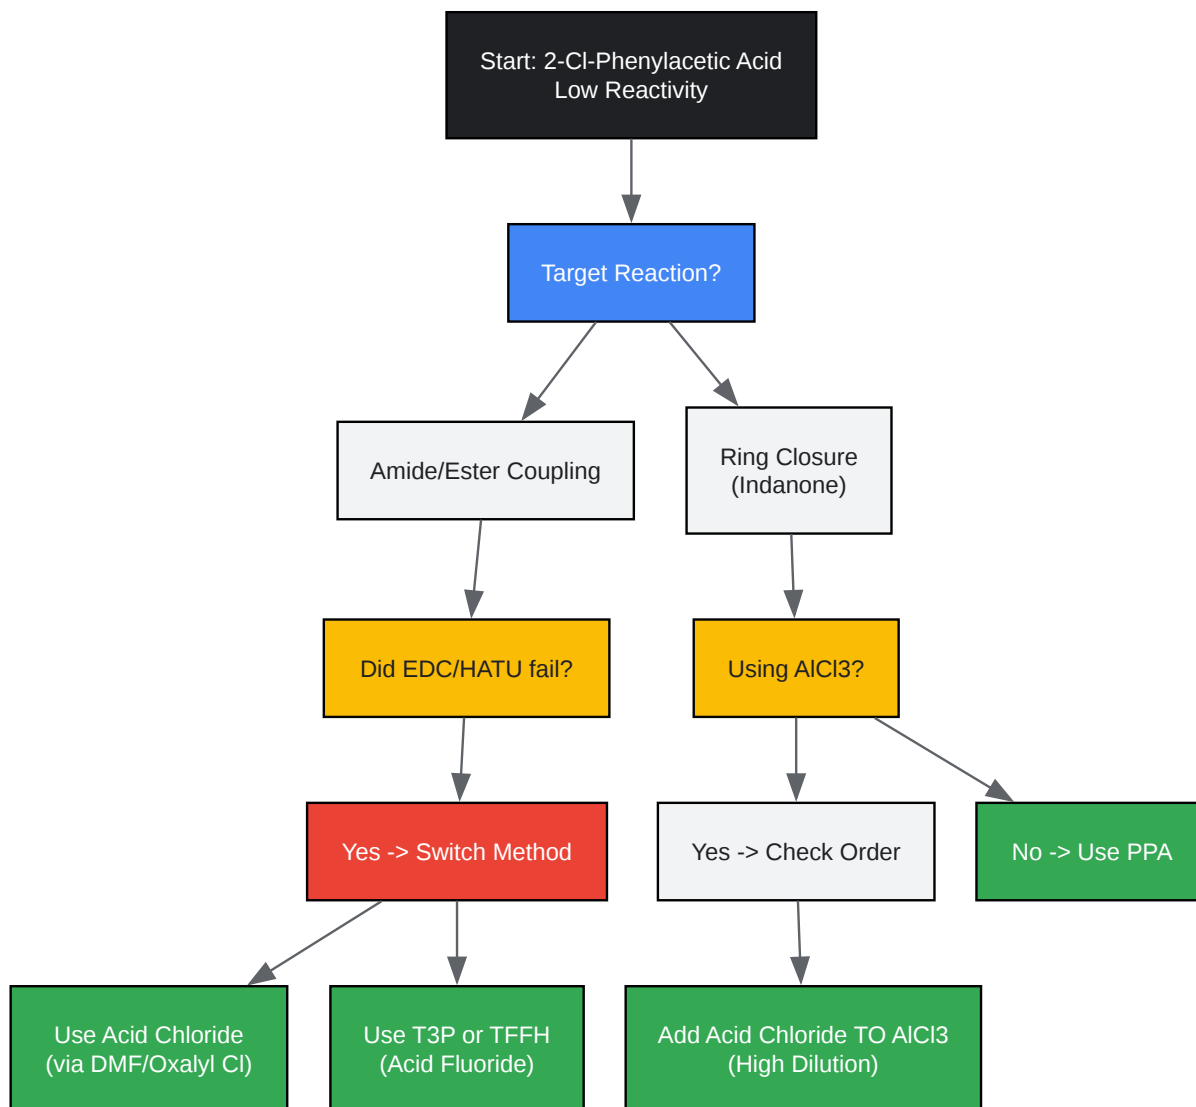 Start: 2-Cl-Phenylacetic Acid
Low Reactivity
Target Reaction?
Amide/Ester Coupling
Ring Closure
(Indanone)
Did EDC/HATU fail?
Using AlCl3?
Yes -> Switch Method
Yes -> Check Order
No -> Use PPA
Use Acid Chloride
(via DMF/Oxalyl Cl)
Use T3P or TFFH
(Acid Fluoride)
Add Acid Chloride TO AlCl3
(High Dilution)